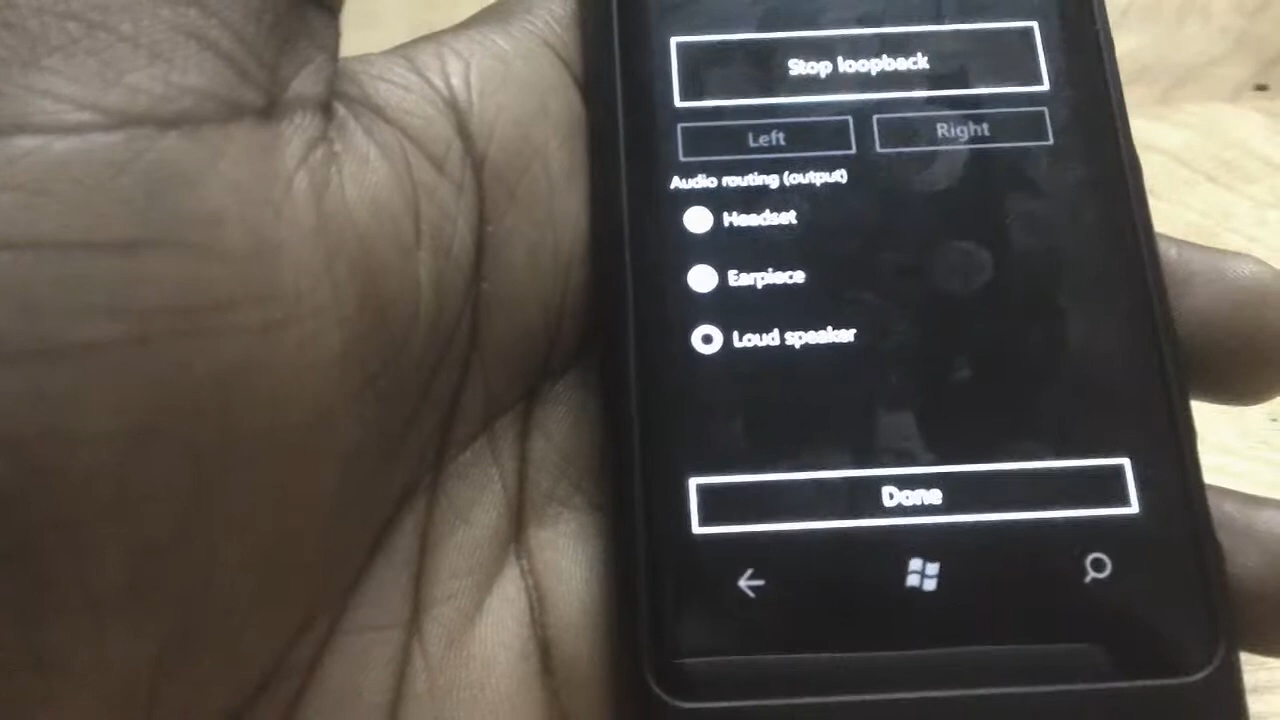 Stop loopback
Left
Right
Audio routing (output)
Headset
Earpiece
Loud speaker
Done